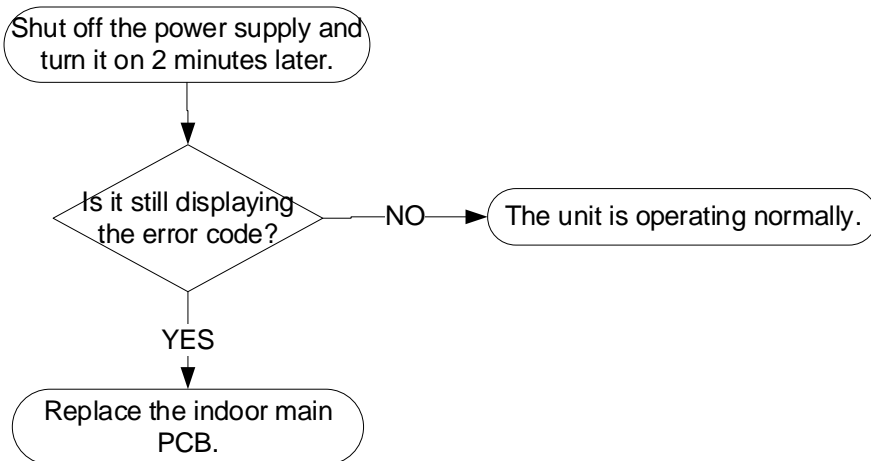 Shut off the power supply and
turn it on 2 minutes later.
Is it still displaying
the error code?
NO
The unit is operating normally.
YES
Replace the indoor main
PCB.